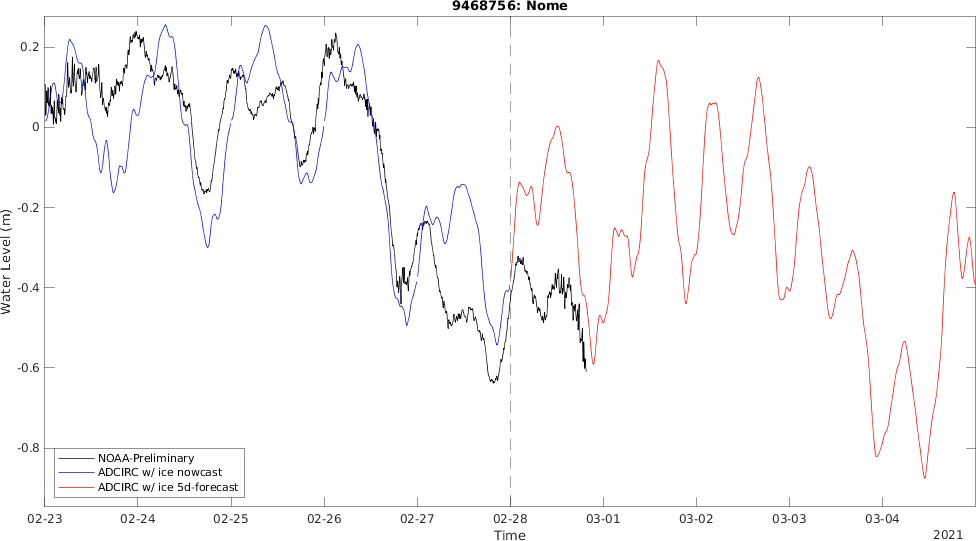 9468756: Nome
0.2
0
-0.2
-0.4
-0.6
-0.8
Water Level (m)
NOAA-Preliminary
ADCIRC w/ ice nowcast
ADCIRC w/ ice 5d-forecast
02-23 02-24 02-25 02-26 02-27 02-28 03-01 03-02 03-03 03-04
Time
2021